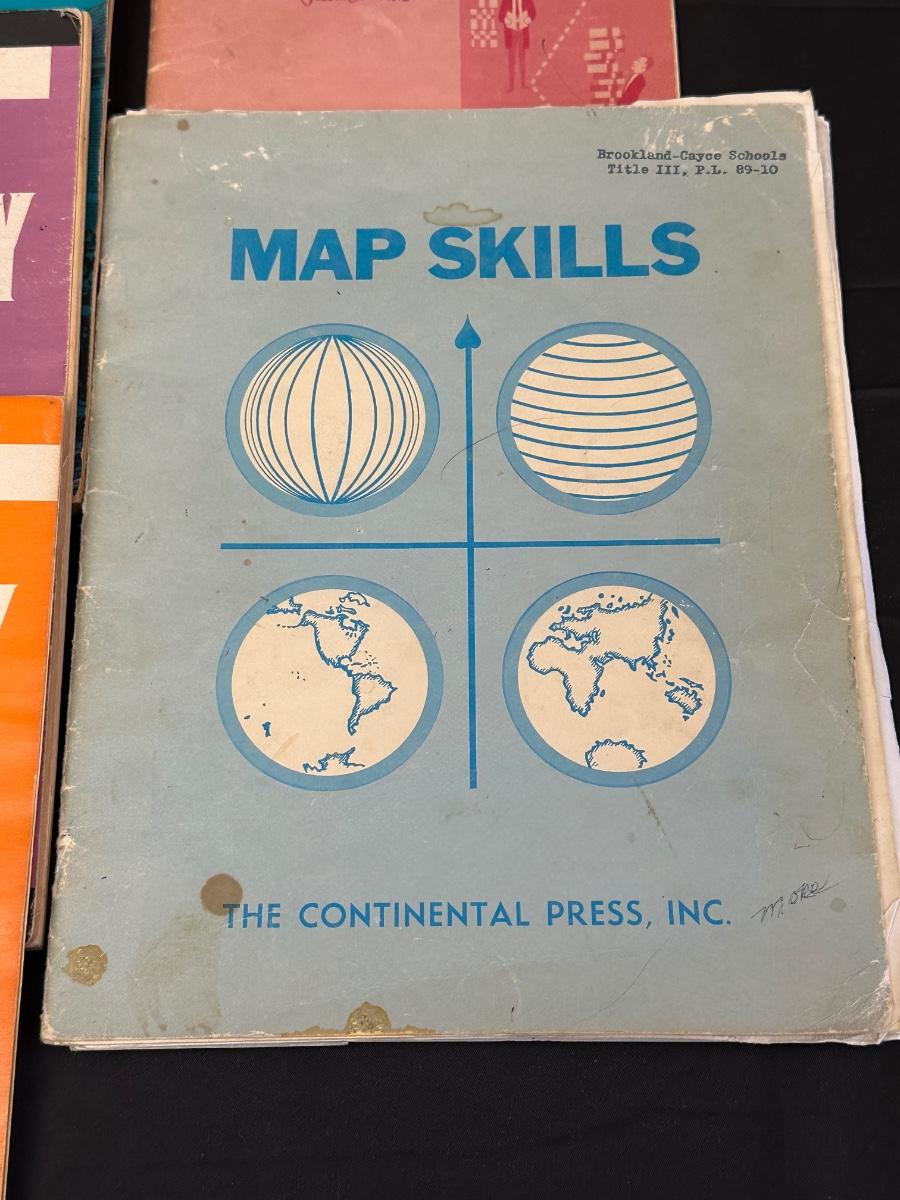 Brookland-Cayce Schools
Title III, P.L. 89-10
MAP SKILLS
THE CONTINENTAL PRESS, INC.
Y